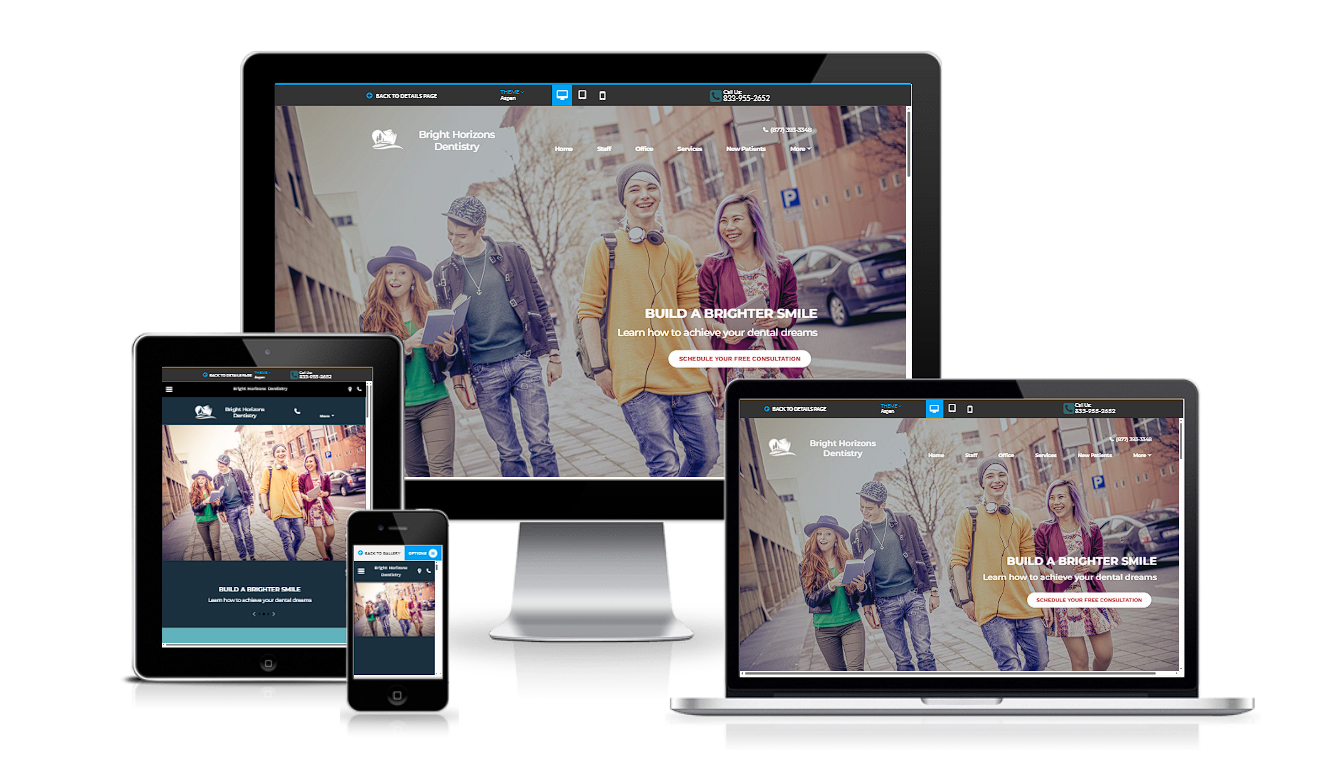 BACK TO DETAILS PAGE
THEME
Aspen
Call Us:
833-955-2652
Bright Horizons
Dentistry
(877) 393-3348
Home Staff Office Services New Patients More
P
BUILD A BRIGHTER SMILE
Learn how to achieve your dental dreams
SCHEDULE YOUR FREE CONSULTATION
BACK TO DETAILS PAGE
THEME
Aspen
Call Us:
833-955-2652
Bright Horizons Dentistry
Bright Horizons
Dentistry
More
P
BUILD A BRIGHTER SMILE
Learn how to achieve your dental dreams
BACK TO GALLERY
OPTIONS
Bright Horizons
Dentistry
BACK TO DETAILS PAGE
THEME
Aspen
Call Us:
833-955-2652
Bright Horizons
Dentistry
(877) 393-3348
Home Staff Office Services New Patients More
P
BUILD A BRIGHTER SMILE
Learn how to achieve your dental dreams
SCHEDULE YOUR FREE CONSULTATION